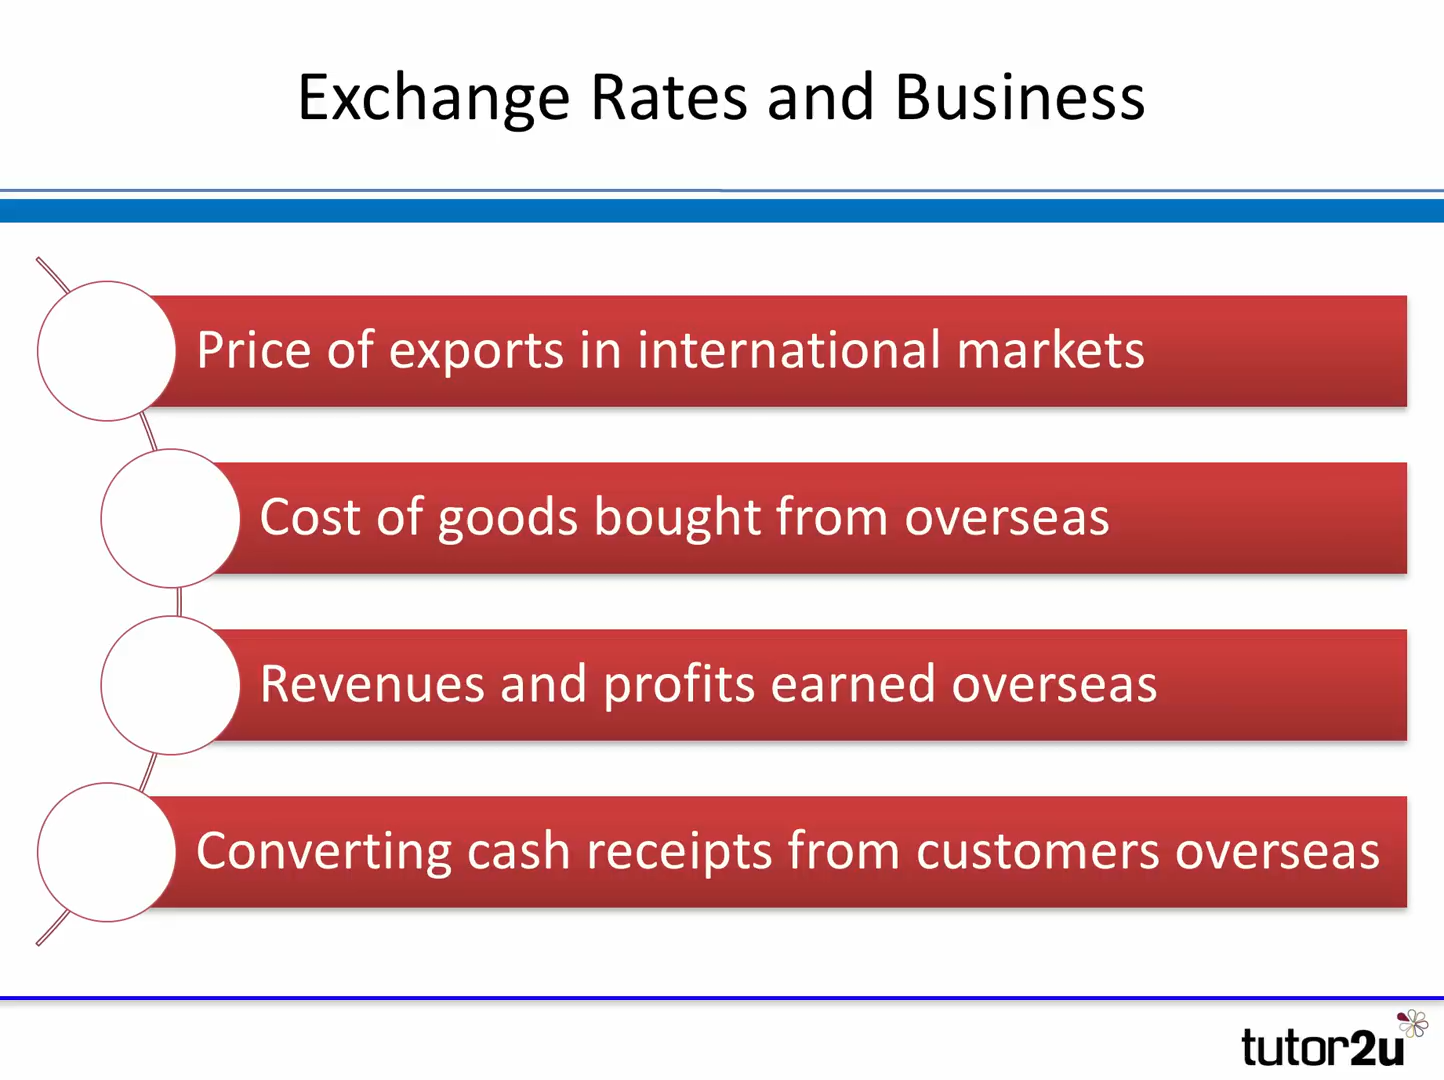 Exchange Rates and Business
Price of exports in international markets
Cost of goods bought from overseas
Revenues and profits earned overseas
Converting cash receipts from customers overseas
tutor2u